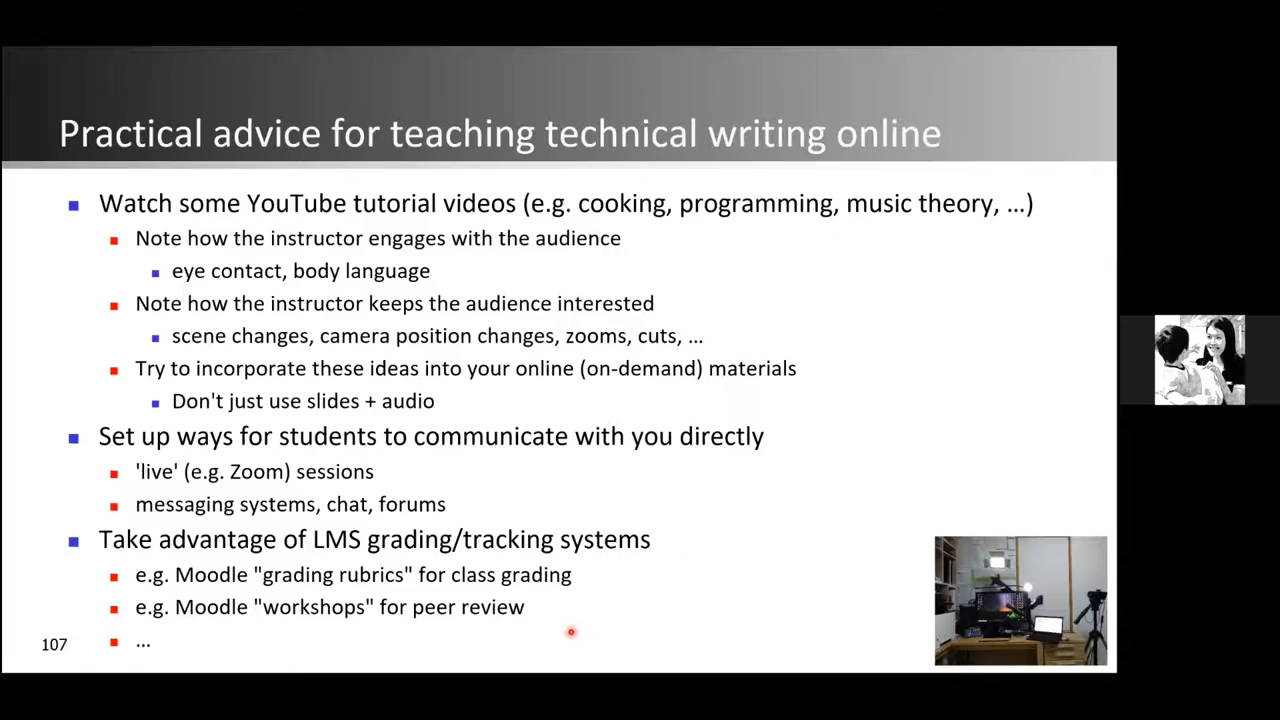 Practical advice for teaching technical writing online
Watch some YouTube tutorial videos (e.g. cooking, programming, music theory, …)
Note how the instructor engages with the audience
eye contact, body language
Note how the instructor keeps the audience interested
scene changes, camera position changes, zooms, cuts, …
Try to incorporate these ideas into your online (on-demand) materials
Don't just use slides + audio
Set up ways for students to communicate with you directly
'live' (e.g. Zoom) sessions
messaging systems, chat, forums
Take advantage of LMS grading/tracking systems
e.g. Moodle "grading rubrics" for class grading
e.g. Moodle "workshops" for peer review
…
107